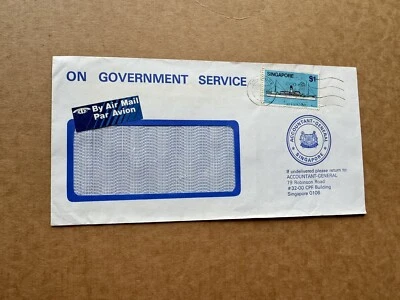 ON GOVERNMENT SERVICE
SINGAPORE $1
By Air Mail
Par Avion
ACCOUNTANT-GENERAL
SINGAPORE
If undelivered please return to:
ACCOUNTANT-GENERAL
79 Robinson Road
#32-00 CPF Building
Singapore 0106